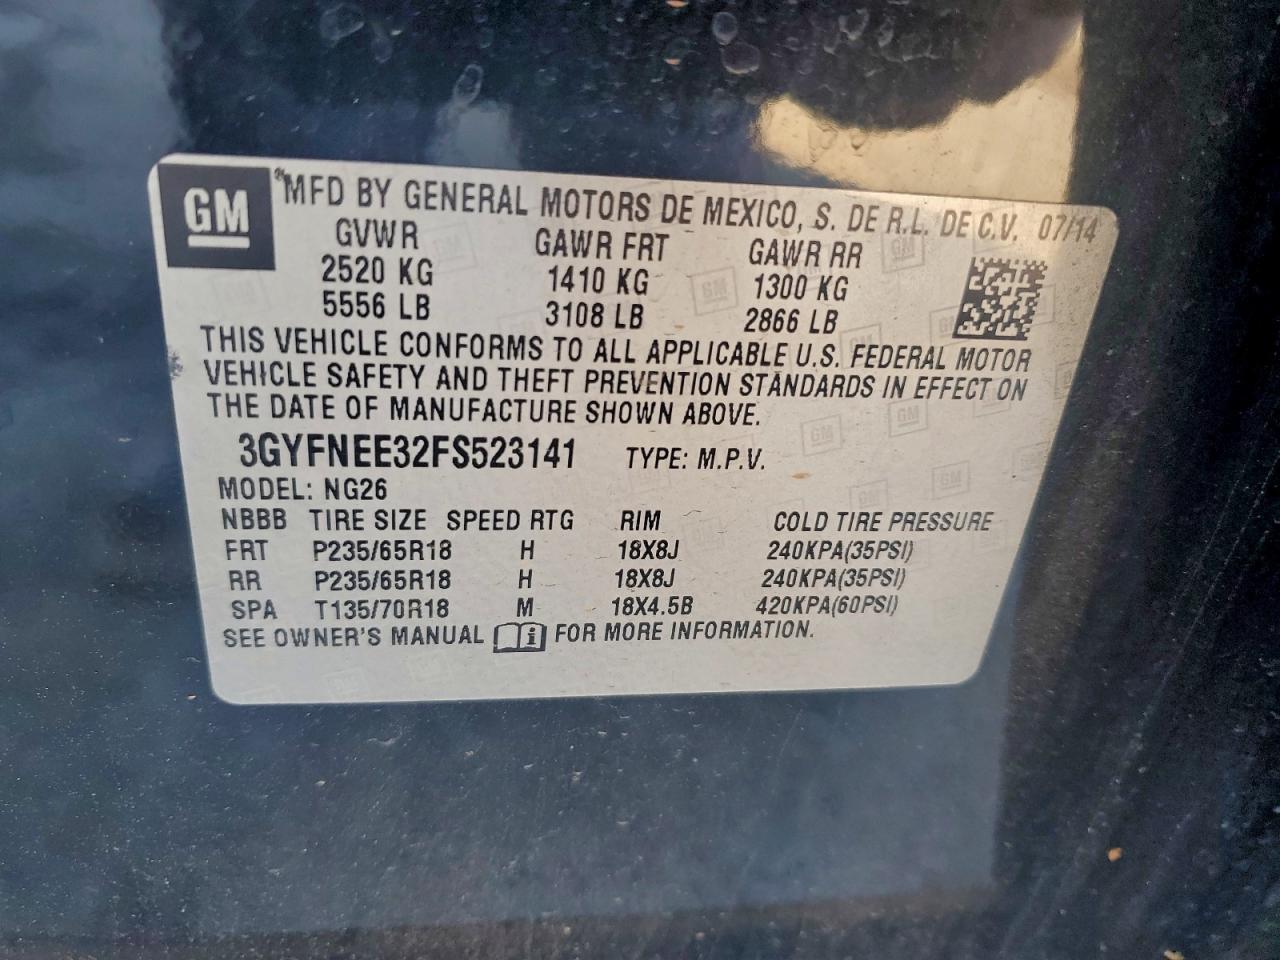 GM
MFD BY GENERAL MOTORS DE MEXICO, S. DE R.L. DE C.V. 07/14
GVWR GAWR FRT GAWR RR
2520 KG 1410 KG 1300 KG
5556 LB 3108 LB 2866 LB
THIS VEHICLE CONFORMS TO ALL APPLICABLE U.S. FEDERAL MOTOR
VEHICLE SAFETY AND THEFT PREVENTION STANDARDS IN EFFECT ON
THE DATE OF MANUFACTURE SHOWN ABOVE.
3GYFNEE32FS523141 TYPE: M.P.V.
MODEL: NG26
NBBB TIRE SIZE SPEED RTG RIM COLD TIRE PRESSURE
FRT P235/65R18 H 18X8J 240KPA(35PSI)
RR P235/65R18 H 18X8J 240KPA(35PSI)
SPA T135/70R18 M 18X4.5B 420KPA(60PSI)
SEE OWNER'S MANUAL i FOR MORE INFORMATION.